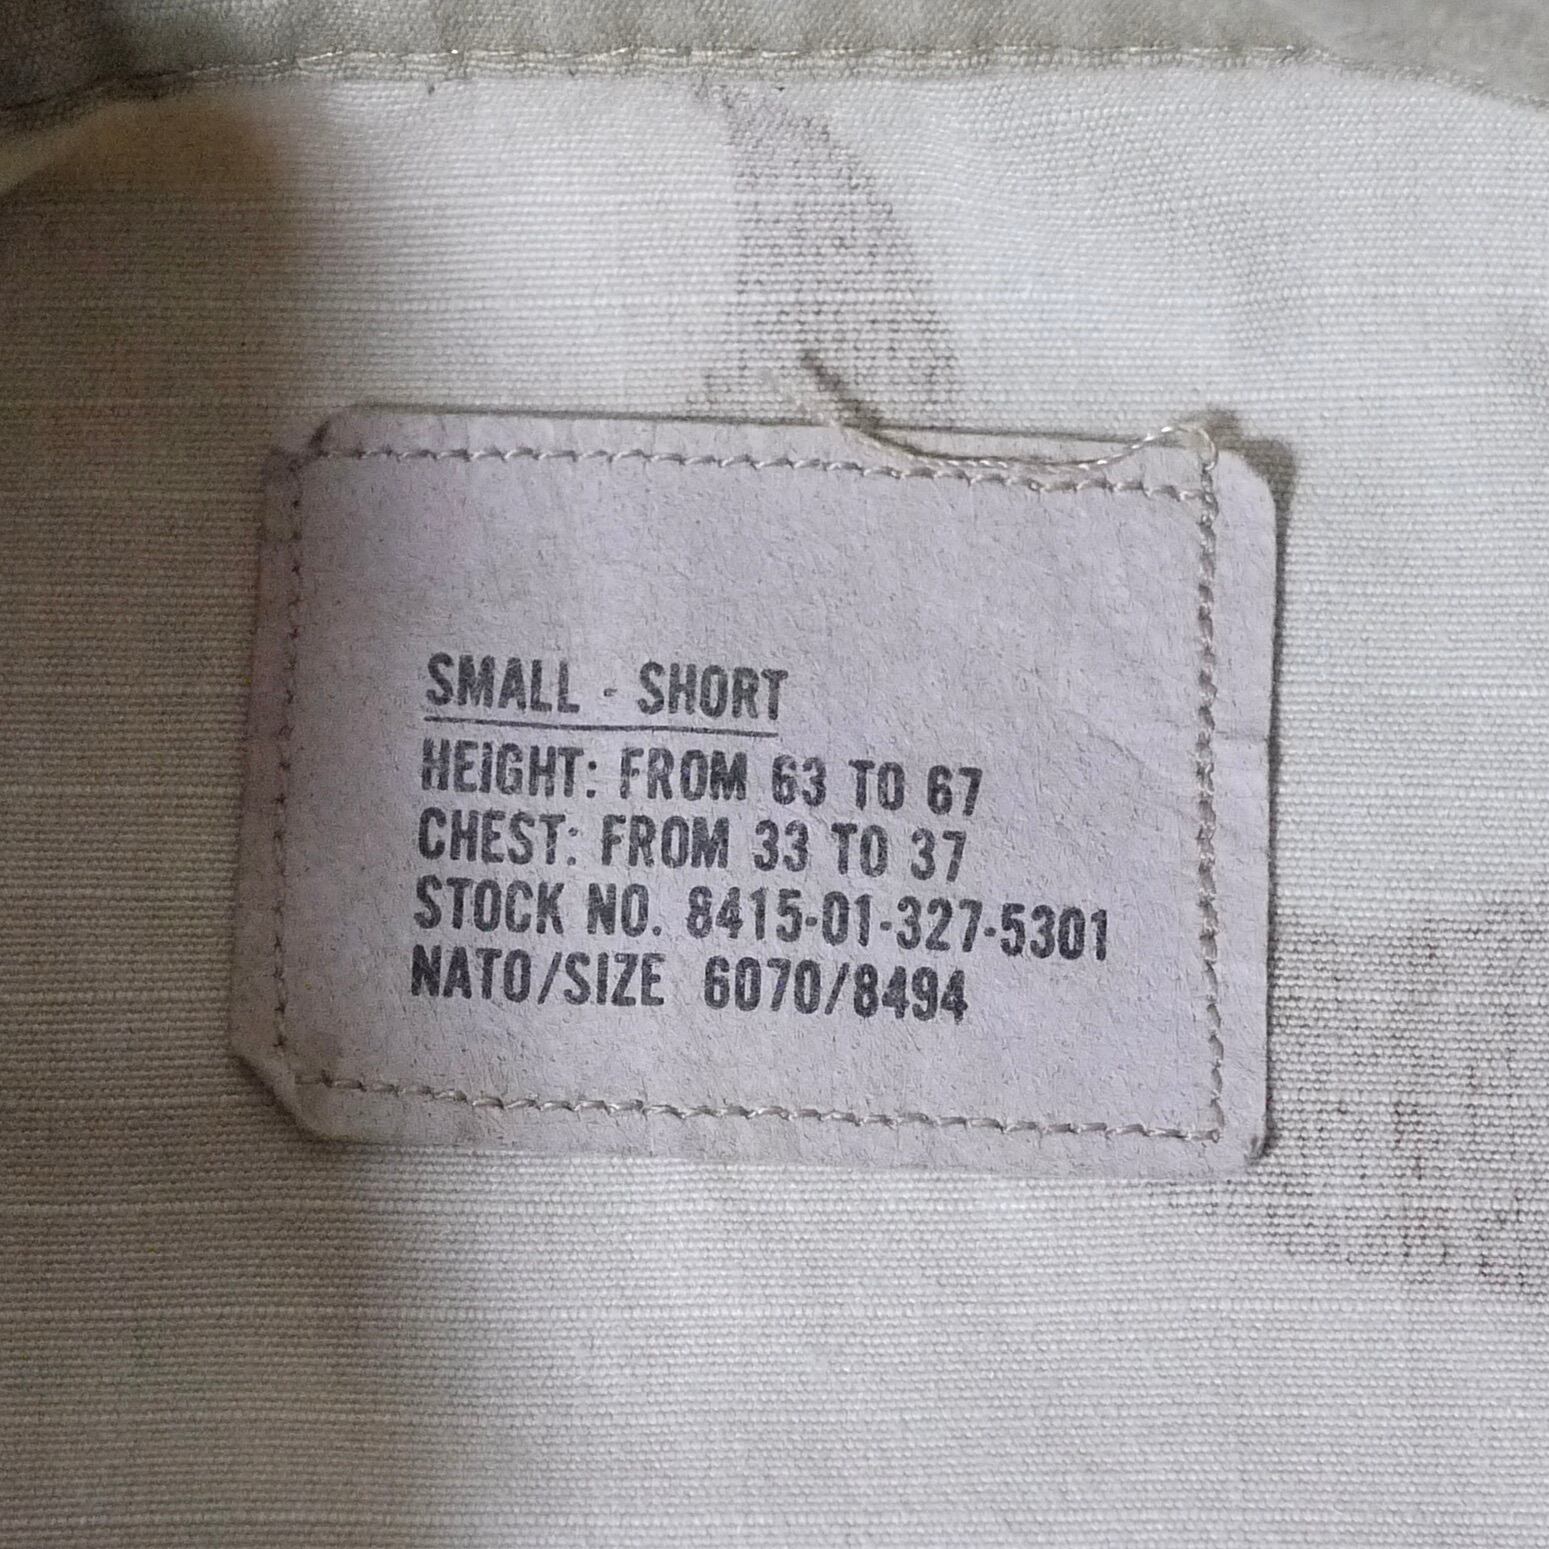 SMALL - SHORT
HEIGHT: FROM 63 TO 67
CHEST: FROM 33 TO 37
STOCK NO. 8415-01-327-5301
NATO/SIZE 6070/8494